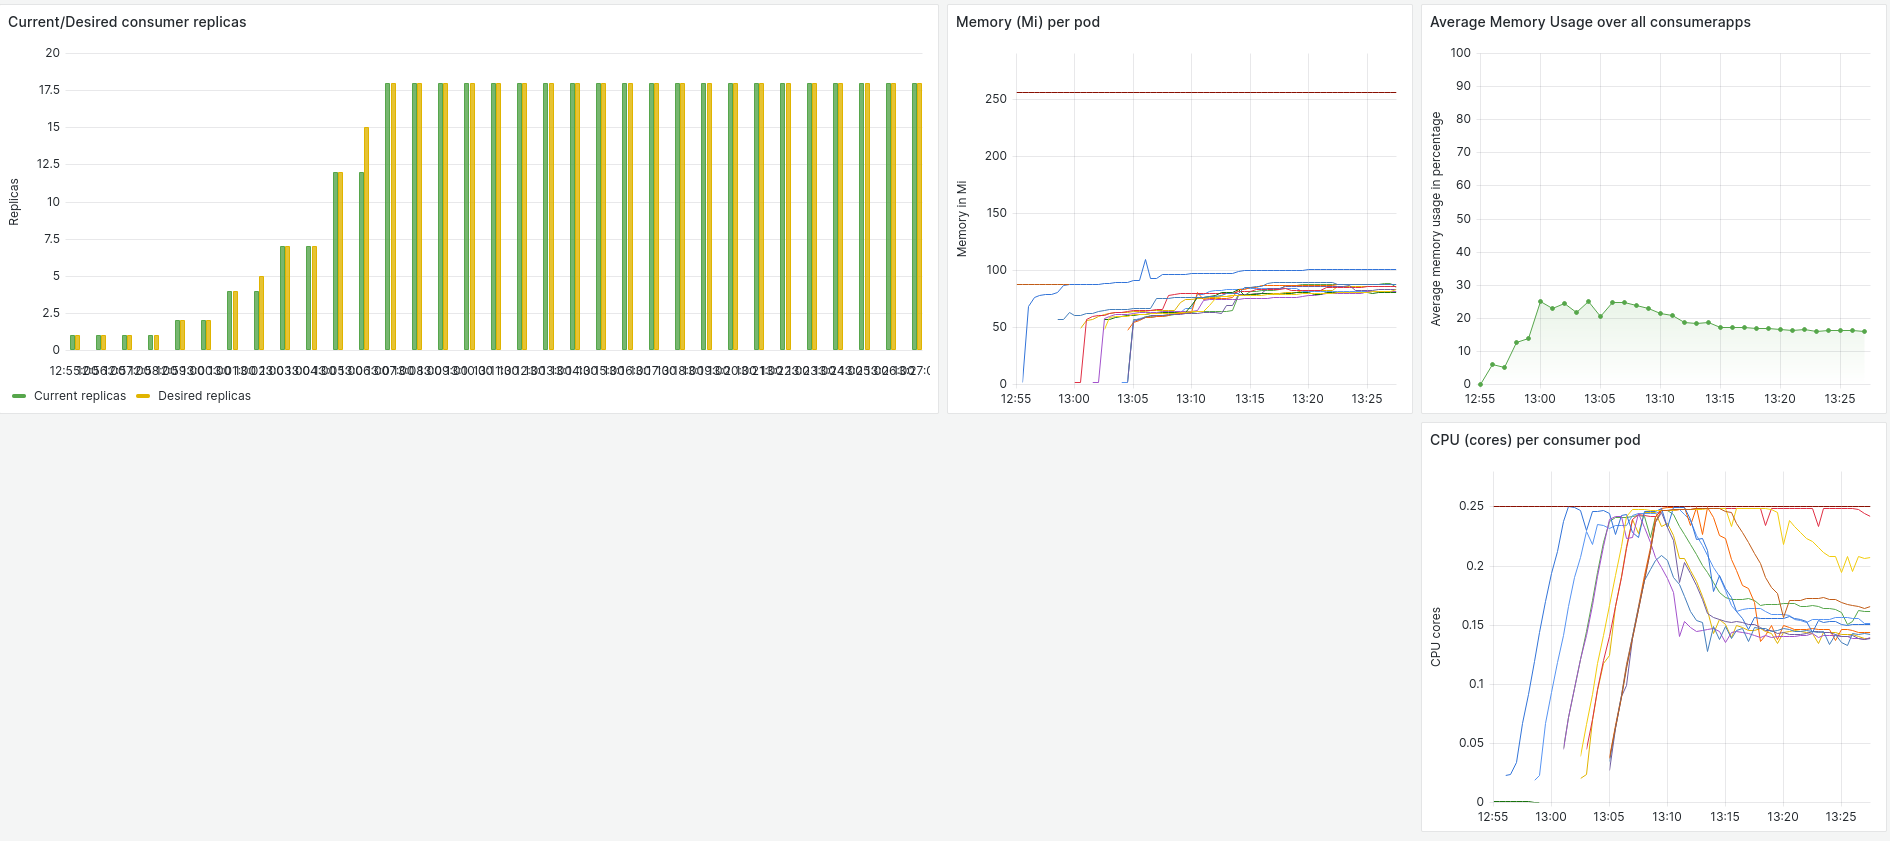 Current/Desired consumer replicas
20
17.5
15
12.5
10
7.5
5
2.5
0
Replicas
12:55
Current replicas
Desired replicas
Memory (Mi) per pod
250
200
150
100
50
0
Memory in Mi
12:55 13:00 13:05 13:10 13:15 13:20 13:25
Average Memory Usage over all consumerapps
100
90
80
70
60
50
40
30
20
10
0
Average memory usage in percentage
12:55 13:00 13:05 13:10 13:15 13:20 13:25
CPU (cores) per consumer pod
0.25
0.2
0.15
0.1
0.05
0
CPU cores
12:55 13:00 13:05 13:10 13:15 13:20 13:25